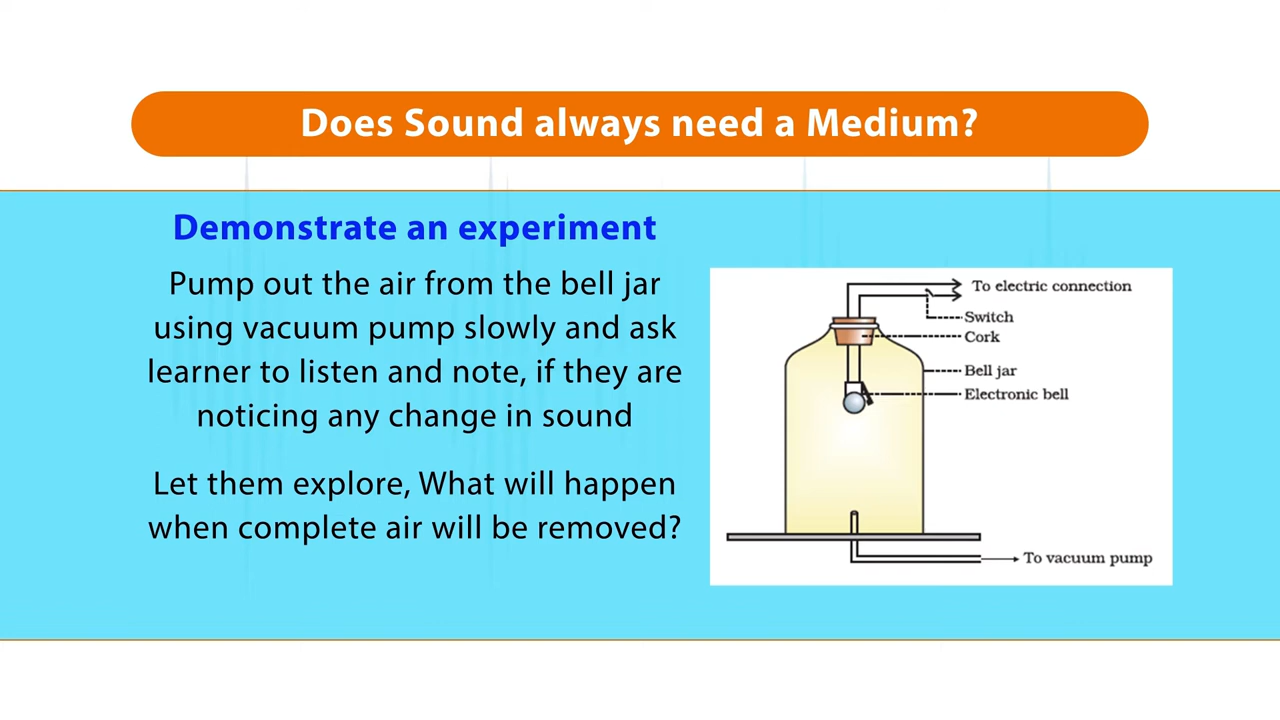 Does Sound always need a Medium?
Demonstrate an experiment
Pump out the air from the bell jar
using vacuum pump slowly and ask
learner to listen and note, if they are
noticing any change in sound
Let them explore, What will happen
when complete air will be removed?
To electric connection
Switch
Cork
Bell jar
Electronic bell
To vacuum pump